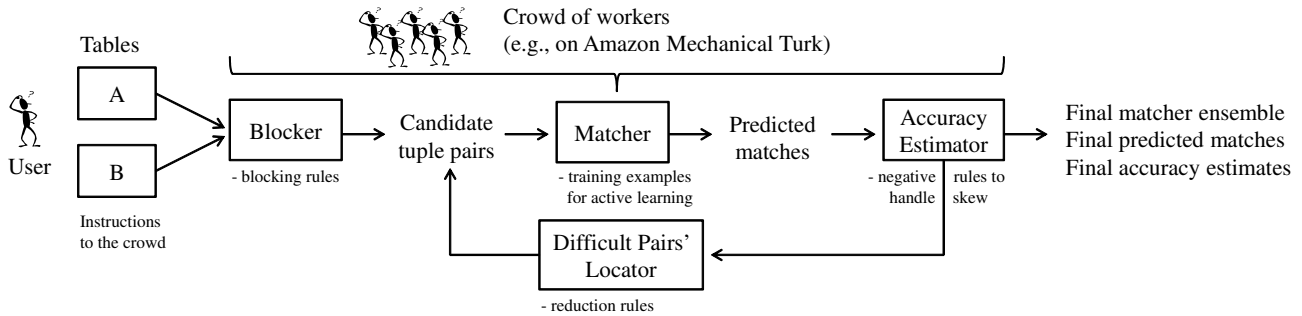 Crowd of workers
(e.g., on Amazon Mechanical Turk)
Tables
A
B
User
Instructions
to the crowd
Blocker
- blocking rules
Candidate
tuple pairs
Matcher
- training examples
for active learning
Predicted
matches
Accuracy
Estimator
- negative rules to
handle skew
Final matcher ensemble
Final predicted matches
Final accuracy estimates
Difficult Pairs’
Locator
- reduction rules